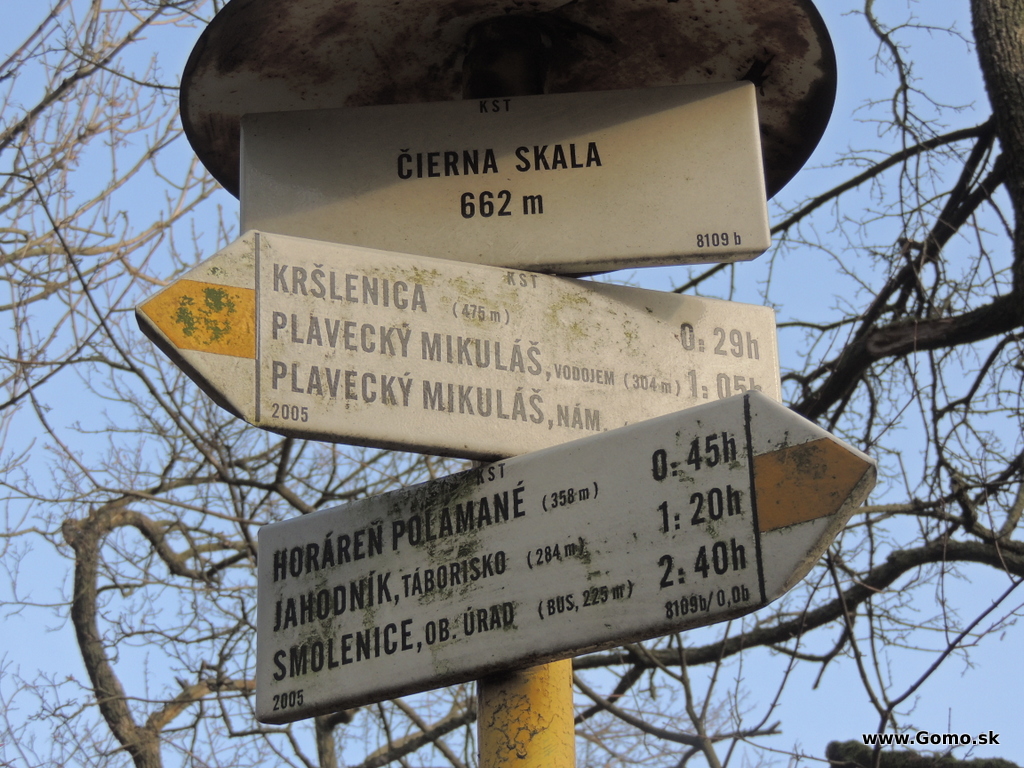 KST
ČIERNA SKALA
662 m
8109 b
KST
KRŠLENICA (475 m) 0: 29h
PLAVECKÝ MIKULÁŠ, VODOJEM (304 m) 1: 05h
PLAVECKÝ MIKULÁŠ, NÁM.
2005
KST
HORÁREŇ POLAMANÉ (358 m) 0: 45h
JAHODNÍK, TÁBORISKO (284 m) 1: 20h
SMOLENICE, OB. ÚRAD (BUS, 225 m) 2: 40h
2005 8109b/0,0b
www.Gomo.sk